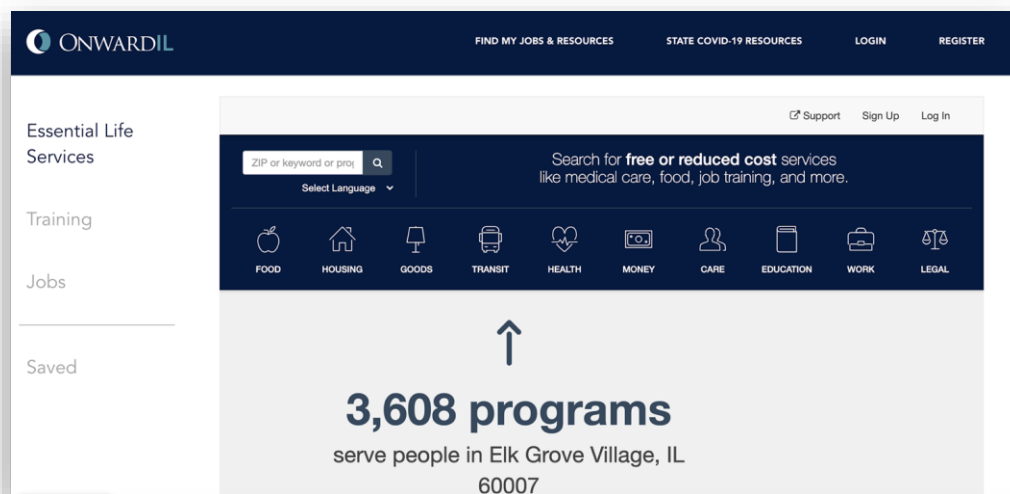 ONWARDIL
FIND MY JOBS & RESOURCES
STATE COVID-19 RESOURCES
LOGIN
REGISTER
Essential Life
Services
Training
Jobs
Saved
Support
Sign Up
Log In
ZIP or keyword or prog
Select Language
Search for free or reduced cost services
like medical care, food, job training, and more.
FOOD
HOUSING
GOODS
TRANSIT
HEALTH
MONEY
CARE
EDUCATION
WORK
LEGAL
3,608 programs
serve people in Elk Grove Village, IL
60007